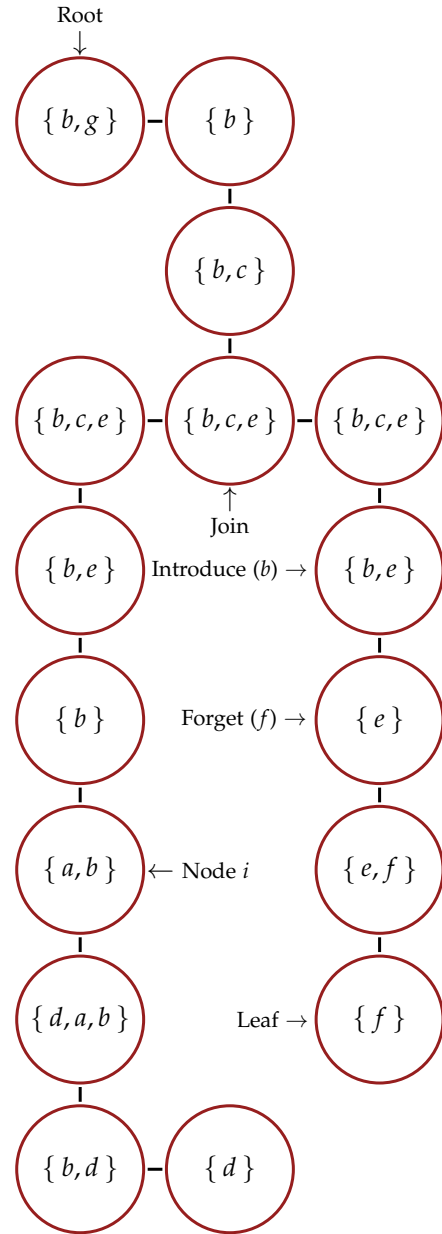 Root
↓
{ b, g } { b }
{ b, c }
{ b, c, e } { b, c, e } { b, c, e }
↑
Join
{ b, e } Introduce (b) → { b, e }
{ b } Forget (f) → { e }
{ a, b } ← Node i { e, f }
{ d, a, b } Leaf → { f }
{ b, d } { d }